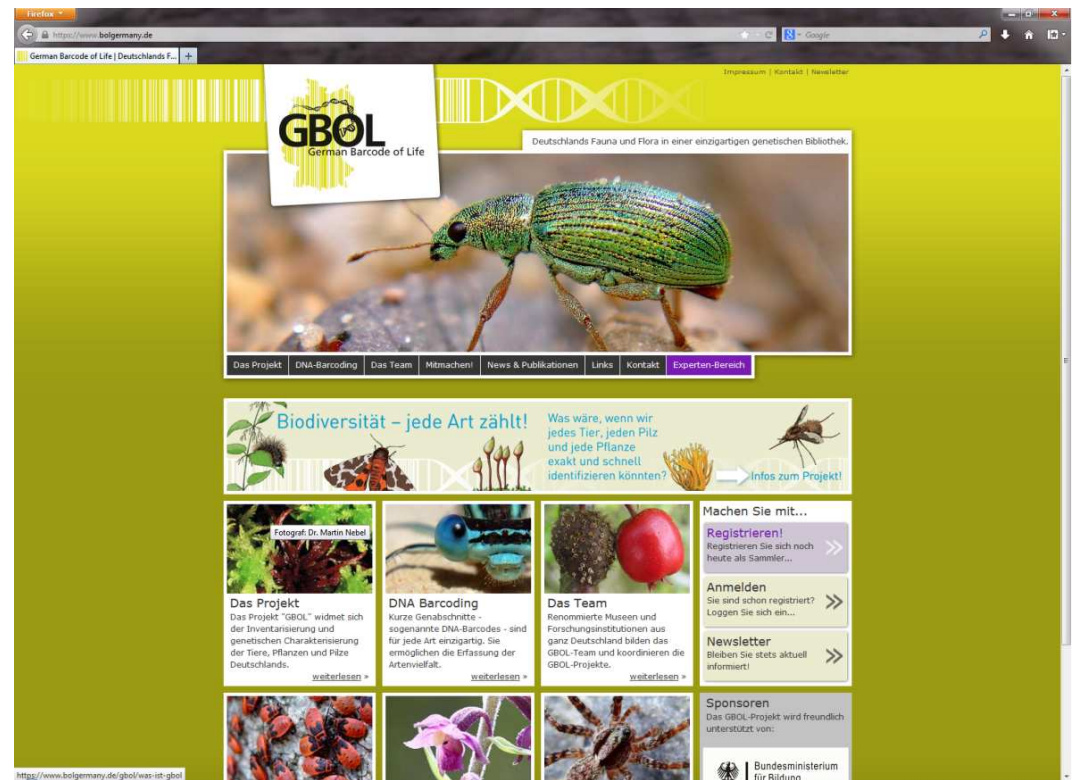 Firefox
https://www.bolgermany.de
Google
German Barcode of Life | Deutschlands F...
Impressum | Kontakt | Newsletter
GBOL
German Barcode of Life
Deutschlands Fauna und Flora in einer einzigartigen genetischen Bibliothek.
Das Projekt DNA-Barcoding Das Team Mitmachen! News & Publikationen Links Kontakt Experten-Bereich
Biodiversität – jede Art zählt!
Was wäre, wenn wir
jedes Tier, jeden Pilz
und jede Pflanze
exakt und schnell
identifizieren könnten?
Infos zum Projekt!
Fotograf: Dr. Martin Nebel
Das Projekt
Das Projekt "GBOL" widmet sich
der Inventarisierung und
genetischen Charakterisierung
der Tiere, Pflanzen und Pilze
Deutschlands.
weiterlesen »
DNA Barcoding
Kurze Genabschnitte -
sogenannte DNA-Barcodes - sind
für jede Art einzigartig. Sie
ermöglichen die Erfassung der
Artenvielfalt.
weiterlesen »
Das Team
Renommierte Museen und
Forschungsinstitutionen aus
ganz Deutschland bilden das
GBOL-Team und koordinieren die
GBOL-Projekte.
weiterlesen »
Machen Sie mit...
Registrieren!
Registrieren Sie sich noch
heute als Sammler...
Anmelden
Sie sind schon registriert?
Loggen Sie sich ein...
Newsletter
Bleiben Sie stets aktuell
informiert!
Sponsoren
Das GBOL-Projekt wird freundlich
unterstützt von:
Bundesministerium
für Bildung
https://www.bolgermany.de/gbol/was-ist-gbol